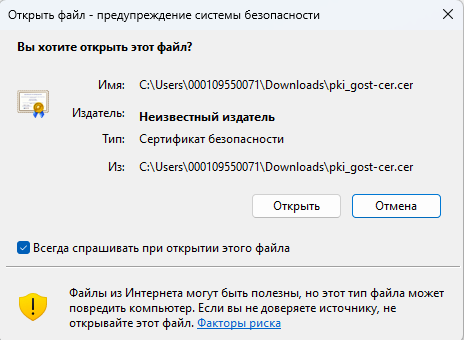 Открыть файл - предупреждение системы безопасности
Вы хотите открыть этот файл?
Имя: C:\Users\000109550071\Downloads\pki_gost-cer.cer
Издатель: Неизвестный издатель
Тип: Сертификат безопасности
Из: C:\Users\000109550071\Downloads\pki_gost-cer.cer
Открыть Отмена
Всегда спрашивать при открытии этого файла
Файлы из Интернета могут быть полезны, но этот тип файла может
повредить компьютер. Если вы не доверяете источнику, не
открывайте этот файл. Факторы риска